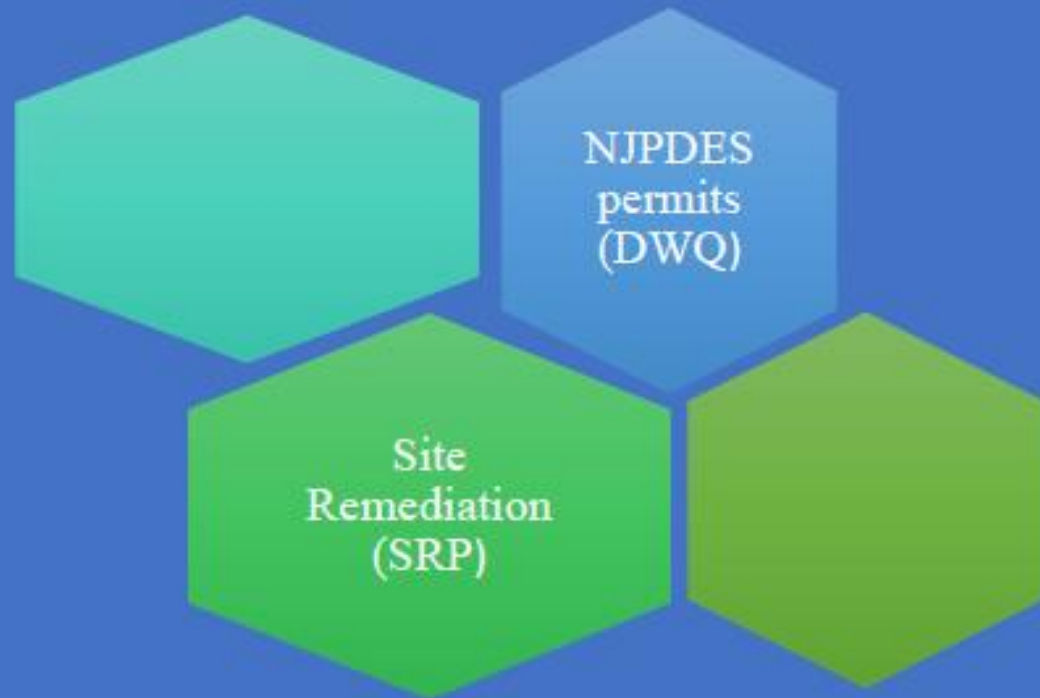 NJPDES
permits
(DWQ)
Site
Remediation
(SRP)